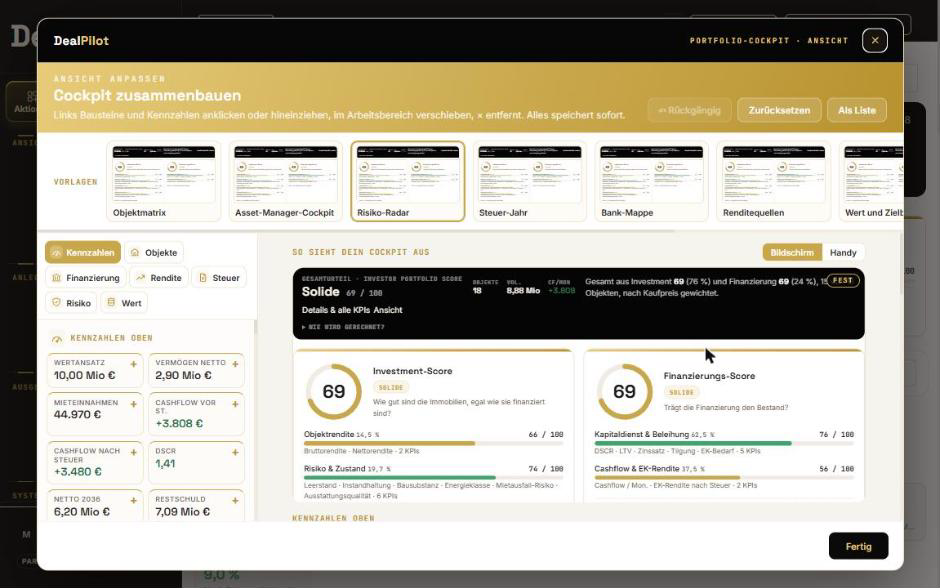 DealPilot
PORTFOLIO-COCKPIT · ANSICHT
×
ANSICHT ANPASSEN
Cockpit zusammenbauen
Links Bausteine und Kennzahlen anklicken oder hineinziehen, im Arbeitsbereich verschieben, × entfernt. Alles speichert sofort.
Rückgängig
Zurücksetzen
Als Liste
VORLAGEN
Objektmatrix
Asset-Manager-Cockpit
Risiko-Radar
Steuer-Jahr
Bank-Mappe
Renditequellen
Wert und Zielb
Kennzahlen
Objekte
Finanzierung
Rendite
Steuer
Risiko
Wert
KENNZAHLEN OBEN
WERTANSATZ +
10,00 Mio €
VERMÖGEN NETTO +
2,90 Mio €
MIETEINNAHMEN +
44.970 €
CASHFLOW VOR ST. +
+3.808 €
CASHFLOW NACH STEUER +
+3.480 €
DSCR +
1,41
NETTO 2036 +
6,20 Mio €
RESTSCHULD +
7,09 Mio €
SO SIEHT DEIN COCKPIT AUS
Bildschirm
Handy
GESAMTURTEIL · INVESTOR PORTFOLIO SCORE
Solide 69 / 100
OBJEKTE
18
VOL.
8,88 Mio
CF/MON
+3.808
Gesamt aus Investment 69 (76 %) und Finanzierung 69 (24 %),
Objekten, nach Kaufpreis gewichtet.
FEST
Details & alle KPIs Ansicht
▸ WIE WIRD GERECHNET?
69
Investment-Score
SOLIDE
Wie gut sind die Immobilien, egal wie sie finanziert
sind?
Objektrendite 14,5 % 66 / 100
Bruttorendite · Nettorendite · 2 KPIs
Risiko & Zustand 19,7 % 74 / 100
Leerstand · Instandhaltung · Bausubstanz · Energieklasse · Mietausfall-Risiko ·
Ausstattungsqualität · 6 KPIs
69
Finanzierungs-Score
SOLIDE
Trägt die Finanzierung den Bestand?
Kapitaldienst & Beleihung 62,5 % 76 / 100
DSCR · LTV · Zinssatz · Tilgung · EK-Bedarf · 5 KPIs
Cashflow & EK-Rendite 37,5 % 56 / 100
Cashflow / Mon. · EK-Rendite nach Steuer · 2 KPIs
KENNZAHLEN OBEN
Fertig
9,0 %